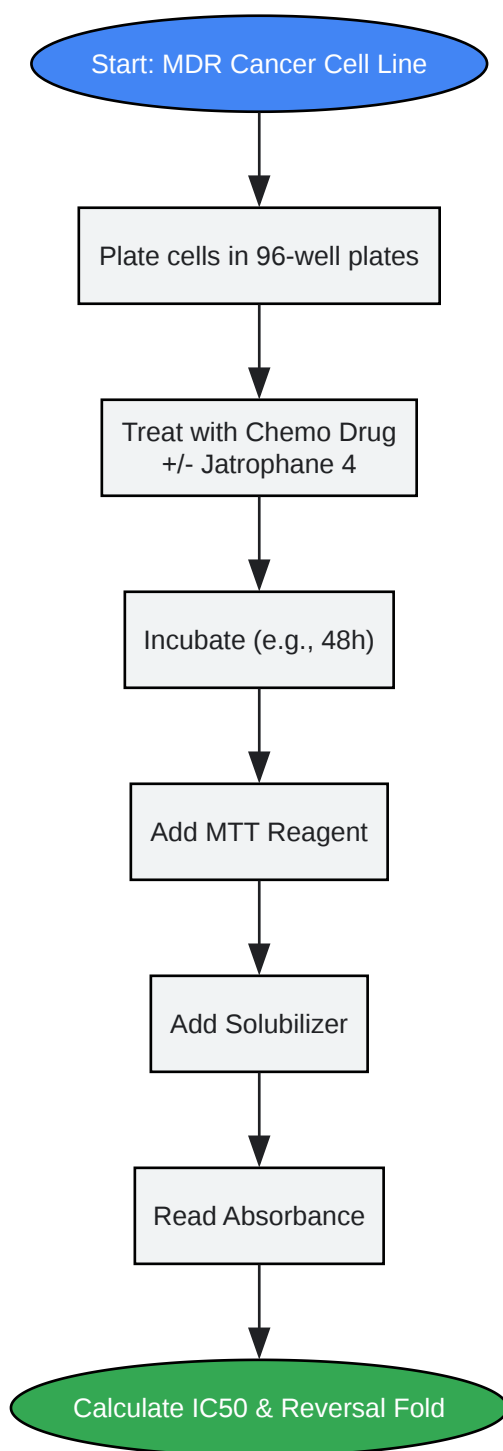 Start: MDR Cancer Cell Line
Plate cells in 96-well plates
Treat with Chemo Drug
+/- Jatrophane 4
Incubate (e.g., 48h)
Add MTT Reagent
Add Solubilizer
Read Absorbance
Calculate IC50 & Reversal Fold